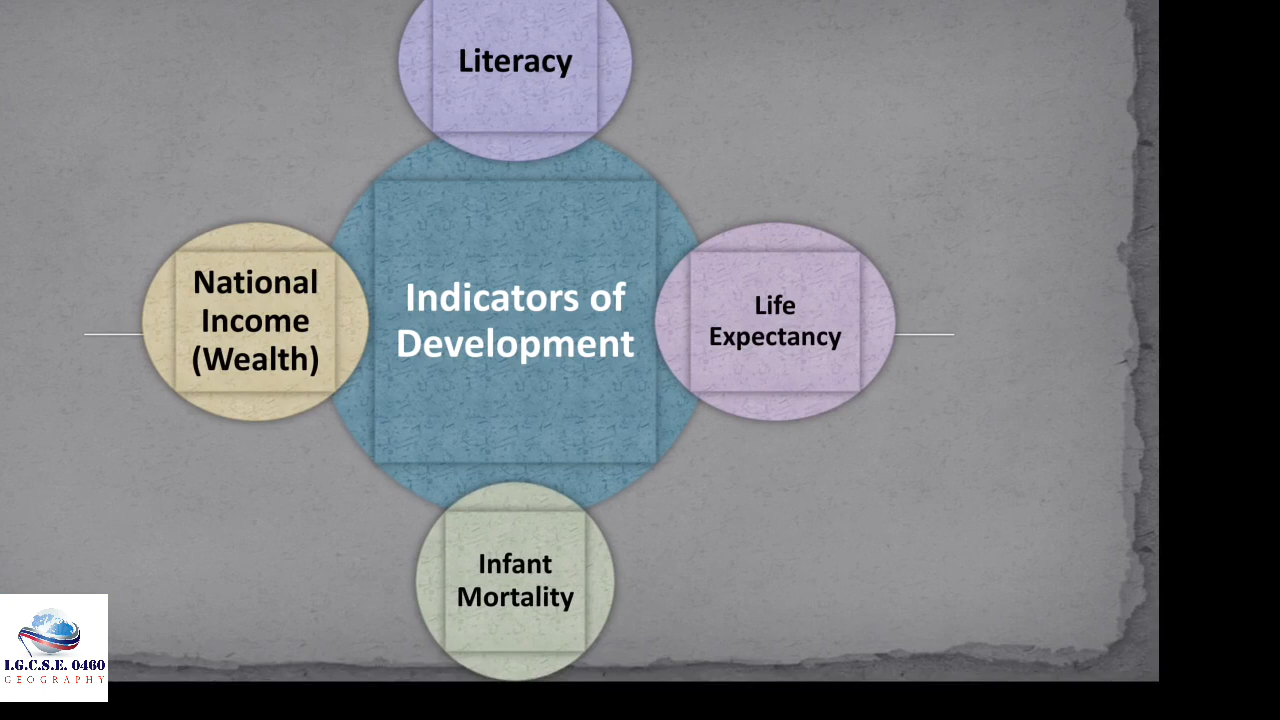 Literacy
National
Income
(Wealth)
Indicators of
Development
Life
Expectancy
Infant
Mortality
I.G.C.S.E. 0460
GEOGRAPHY